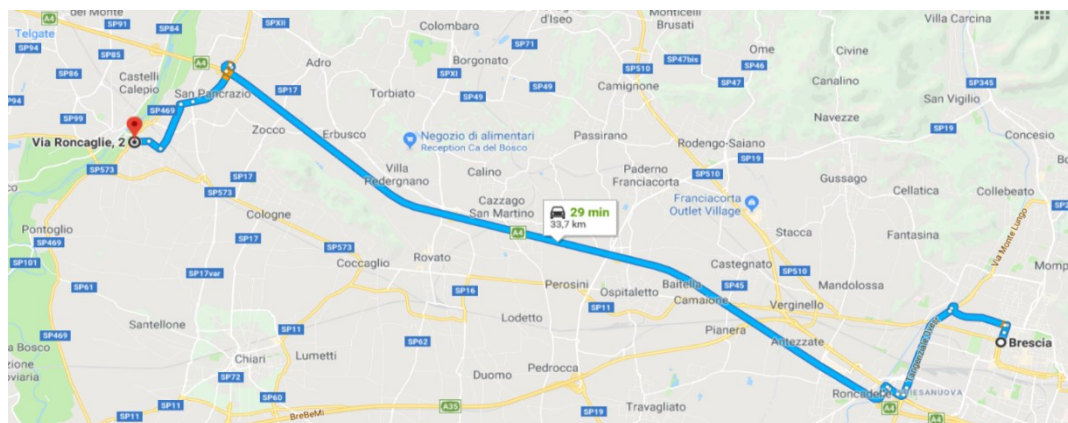 del Monte
SP91
SP84
A4
SPXII
Colombaro
d'Iseo
Monticelli
Brusati
Villa Carcina
Telgate
SP94
SP85
A4
Adro
Borgonato
SP71
SP510
Ome
SP47bis
SP46
Civine
SP86
Castelli
Calepio
San Pancrazio
SP17
SPXI
SP49
SP49
Camignone
SP47
Canalino
SP345
Torbiato
SP469
San Vigilio
SP99
Zocco
Erbusco
Negozio di alimentari
Reception Ca del Bosco
Passirano
Navezze
SP19
Concesio
Via Roncaglie, 2
Rodengo-Saiano
SP19
SP573
SP17
Villa
Pedergnano
Calino
Paderno
Franciacorta
SP510
Gussago
Cellatica
Collebeato
SP573
Cologne
Cazzago
San Martino
29 min
33,7 km
Franciacorta
Outlet Village
Pontoglio
SP469
SP17
SP573
A4
Stacca
Fantasina
Via Monte Lungo
SP101
SP17var
Coccaglio
Rovato
Castegnato
SP510
SP61
SP16
Perosini
Ospitaletto
Baitella
SP45
Mandolossa
Camaione
Verginello
SP11
Santellone
SP11
Lodetto
Pianera
SP469
SP62
Antezzate
Brescia
Chiari
Lumetti
SP72
Duomo
Pedrocca
SP60
Roncadelle
SP11
SP11
BreBeMi
A35
SP19
Travagliato
A4
A4